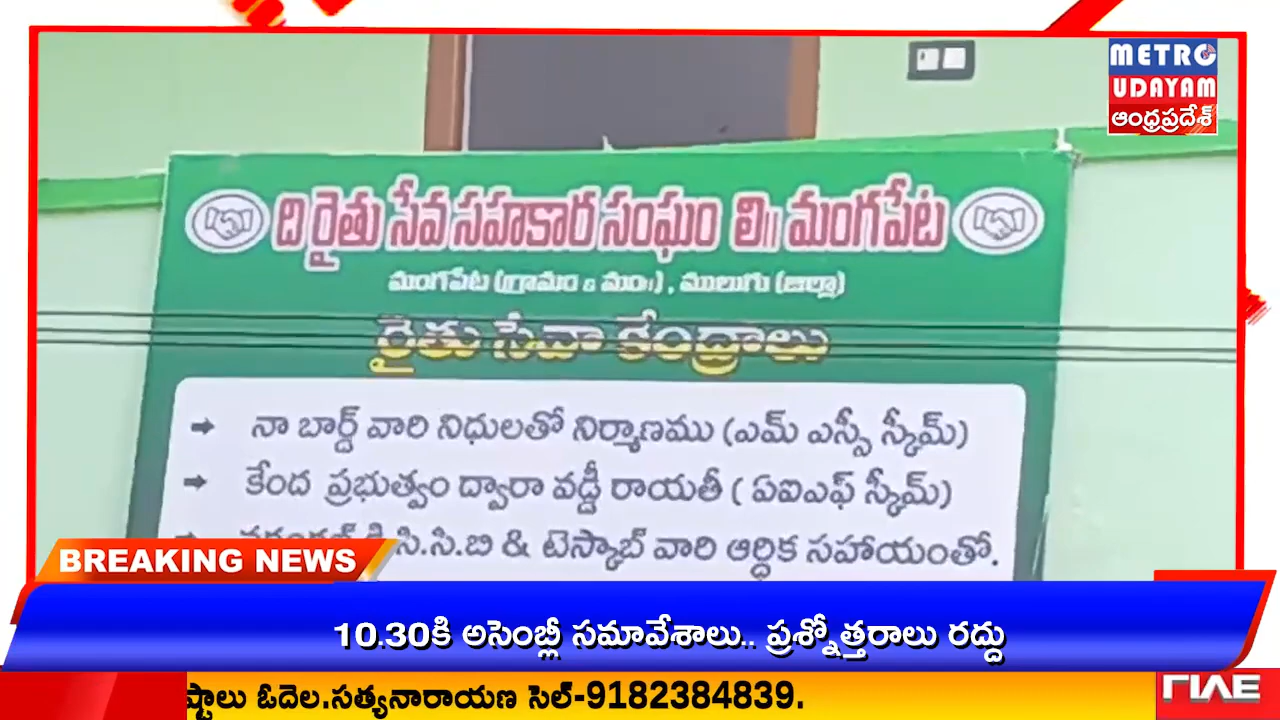 METRO
UDAYAM
ఆంధ్రప్రదేశ్
ది రైతు సేవ సహకార సంఘం లి॥ మంగపేట
మంగపేట (గ్రామం & మం॥), ములుగు (జిల్లా)
రైతు సేవా కేంద్రాలు
➔ నా బార్డ్ వారి నిధులతో నిర్మాణము (ఎమ్ ఎస్సీ స్కీమ్)
➔ కేంద ప్రభుత్వం ద్వారా వడ్డీ రాయతీ ( ఏఐఎఫ్ స్కీమ్)
సి.సి.బి & టెస్కాబ్ వారి ఆర్ధిక సహాయంతో.
BREAKING NEWS
10.30కి అసెంబ్లీ సమావేశాలు.. ప్రశ్నోత్తరాలు రద్దు
ష్టాలు ఓదెల.సత్యనారాయణ సెల్-9182384839.